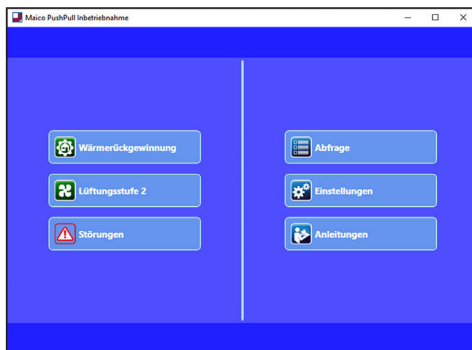 Maico PushPull Inbetriebnahme
Wärmerückgewinnung
Lüftungsstufe 2
Störungen
Abfrage
Einstellungen
Anleitungen